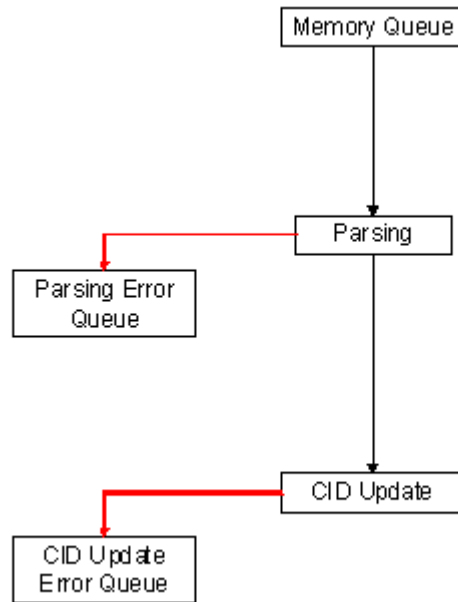 Memory Queue
Parsing
Parsing Error
Queue
CID Update
CID Update
Error Queue